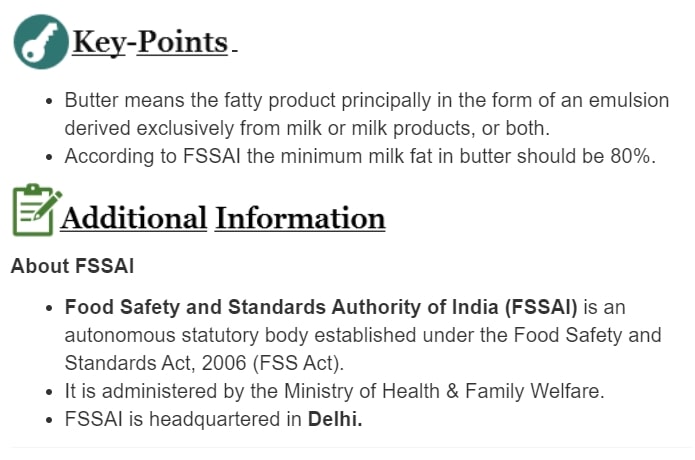 Key-Points -
• Butter means the fatty product principally in the form of an emulsion
derived exclusively from milk or milk products, or both.
• According to FSSAI the minimum milk fat in butter should be 80%.
Additional Information
About FSSAI
• Food Safety and Standards Authority of India (FSSAI) is an
autonomous statutory body established under the Food Safety and
Standards Act, 2006 (FSS Act).
• It is administered by the Ministry of Health & Family Welfare.
• FSSAI is headquartered in Delhi.